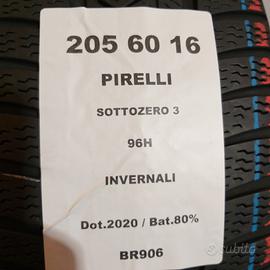 205 60 16
PIRELLI
SOTTOZERO 3
96H
INVERNALI
Dot.2020 / Bat.80%
BR906
subito